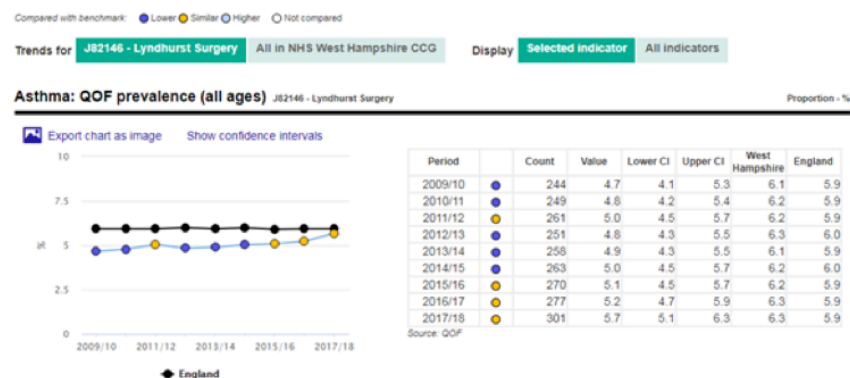 Compared with benchmark: Lower Similar Higher Not compared
Trends for J82146 - Lyndhurst Surgery All in NHS West Hampshire CCG Display Selected indicator All indicators
Asthma: QOF prevalence (all ages) J82146 - Lyndhurst Surgery Proportion - %
Export chart as image Show confidence intervals
10
7.5
5
2.5
0
%
2009/10 2011/12 2013/14 2015/16 2017/18
England
Period Count Value Lower CI Upper CI West Hampshire England
2009/10 244 4.7 4.1 5.3 6.1 5.9
2010/11 249 4.8 4.2 5.4 6.2 5.9
2011/12 261 5.0 4.5 5.7 6.2 5.9
2012/13 251 4.8 4.3 5.5 6.3 6.0
2013/14 258 4.9 4.3 5.5 6.1 5.9
2014/15 263 5.0 4.5 5.7 6.2 6.0
2015/16 270 5.1 4.5 5.7 6.2 5.9
2016/17 277 5.2 4.7 5.9 6.3 5.9
2017/18 301 5.7 5.1 6.3 6.3 5.9
Source: QOF